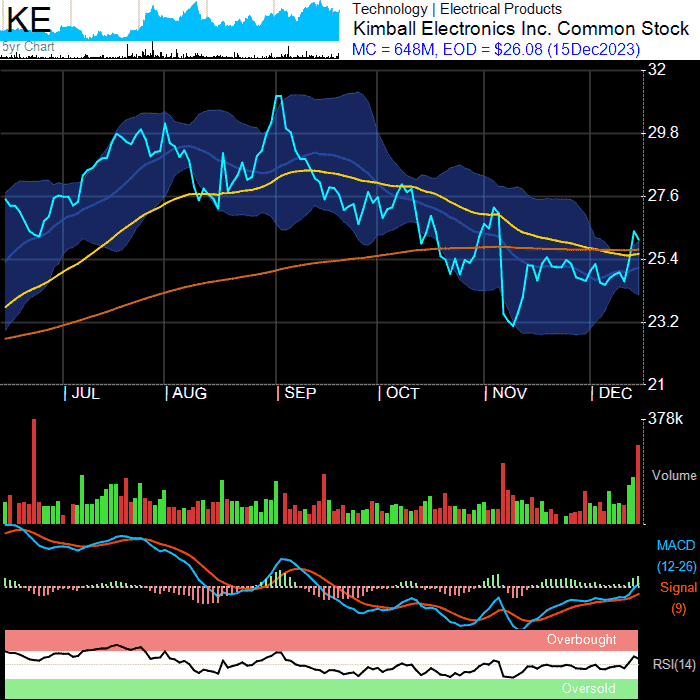 KE
5yr Chart
Technology | Electrical Products
Kimball Electronics Inc. Common Stock
MC = 648M, EOD = $26.08 (15Dec2023)
32
29.8
27.6
25.4
23.2
21
JUL AUG SEP OCT NOV DEC
378k
Volume
MACD
(12-26)
Signal
(9)
Overbought
RSI(14)
Oversold